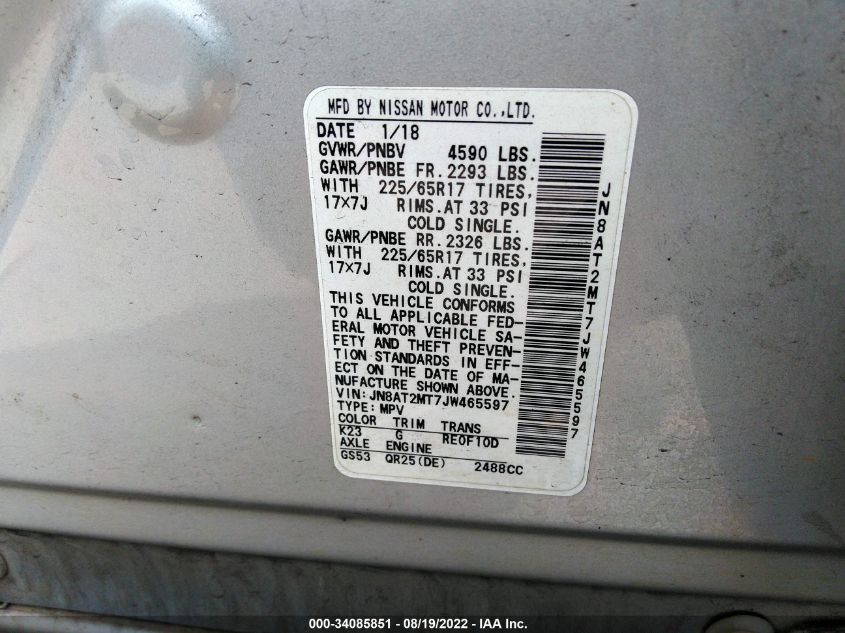 MFD BY NISSAN MOTOR CO.,LTD.
DATE 1/18
GVWR/PNBV 4590 LBS.
GAWR/PNBE FR. 2293 LBS.
WITH 225/65R17 TIRES,
17×7J RIMS. AT 33 PSI
COLD SINGLE.
GAWR/PNBE RR. 2326 LBS.
WITH 225/65R17 TIRES,
17×7J RIMS. AT 33 PSI
COLD SINGLE.
THIS VEHICLE CONFORMS
TO ALL APPLICABLE FED-
ERAL MOTOR VEHICLE SA-
FETY AND THEFT PREVEN-
TION STANDARDS IN EFF-
ECT ON THE DATE OF MA-
NUFACTURE SHOWN ABOVE.
VIN: JN8AT2MT7JW465597
TYPE: MPV
COLOR TRIM TRANS
K23 G RE0F10D
AXLE ENGINE
GS53 QR25(DE) 2488CC
JN8AT2MT7JW465597
000-34085851 - 08/19/2022 - IAA Inc.